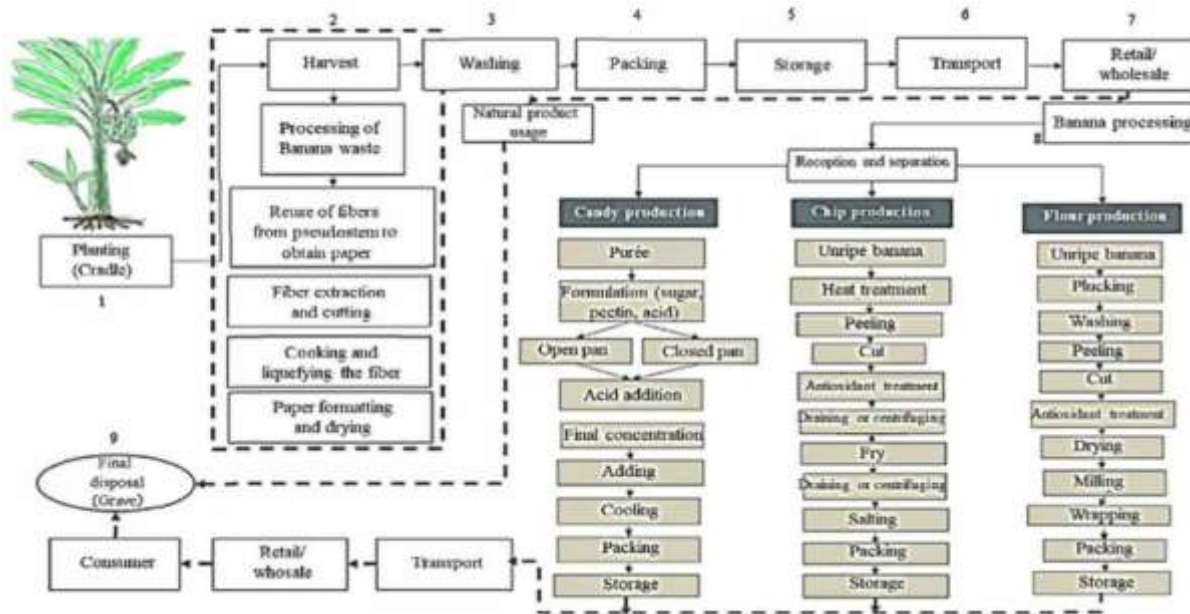 2
3
4
5
6
7
Harvest
Washing
Packing
Storage
Transport
Retail/
wholesale
Processing of
Banana waste
Natural product
usage
Banana processing
8
Reception and separation
Reuse of fibers
from pseudostem to
obtain paper
Planting
(Cradle)
1
Fiber extraction
and cutting
Cooking and
liquefying the fiber
Paper formatting
and drying
Candy production
Purée
Formulation (sugar,
pectin, acid)
Open pan
Closed pan
Acid addition
Final concentration
Adding
Cooling
Packing
Storage
Chip production
Unripe banana
Heat treatment
Peeling
Cut
Antioxidant treatment
Draining or centrifuging
Fry
Draining or centrifuging
Salting
Packing
Storage
Flour production
Unripe banana
Plucking
Washing
Peeling
Cut
Antioxidant treatment
Drying
Milling
Wrapping
Packing
Storage
9
Final
disposal
(Grave)
Consumer
Retail/
whosale
Transport